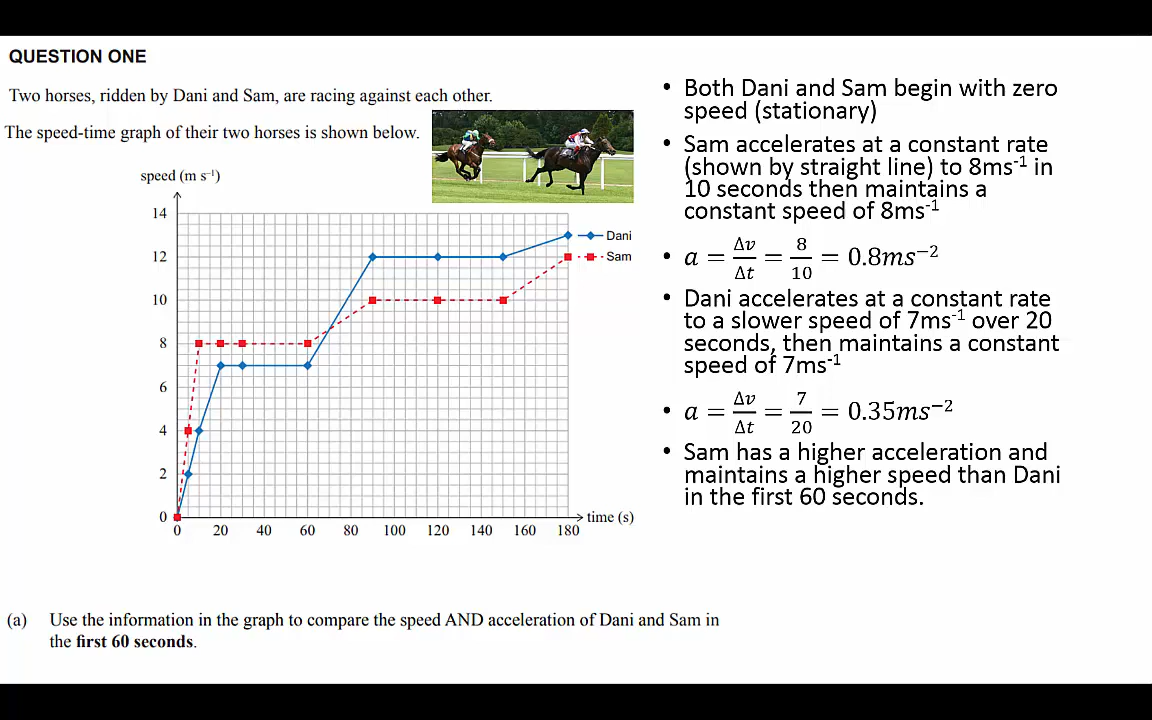 QUESTION ONE
Two horses, ridden by Dani and Sam, are racing against each other.
The speed-time graph of their two horses is shown below.
speed (m s⁻¹)
14
12
10
8
6
4
2
0
0 20 40 60 80 100 120 140 160 180
time (s)
Dani
Sam
(a) Use the information in the graph to compare the speed AND acceleration of Dani and Sam in
the first 60 seconds.
• Both Dani and Sam begin with zero
speed (stationary)
• Sam accelerates at a constant rate
(shown by straight line) to 8ms⁻¹ in
10 seconds then maintains a
constant speed of 8ms⁻¹
• a = Δv/Δt = 8/10 = 0.8ms⁻²
• Dani accelerates at a constant rate
to a slower speed of 7ms⁻¹ over 20
seconds, then maintains a constant
speed of 7ms⁻¹
• a = Δv/Δt = 7/20 = 0.35ms⁻²
• Sam has a higher acceleration and
maintains a higher speed than Dani
in the first 60 seconds.